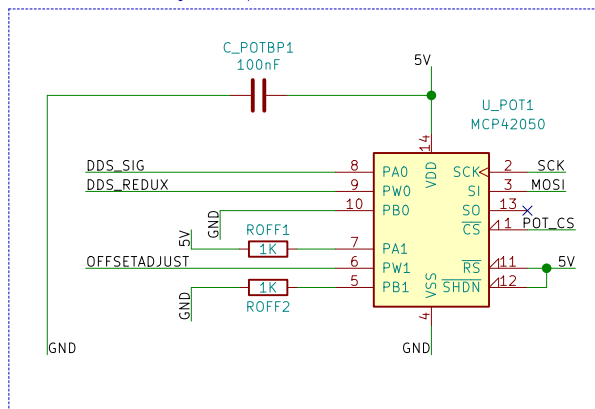 C_POTBP1
100nF
5V
U_POT1
MCP42050
14
VDD
DDS_SIG
8
PA0
SCK
2
SCK
DDS_REDUX
9
PW0
SI
3
MOSI
10
PB0
SO
13
GND
CS
1
POT_CS
5V
ROFF1
1K
7
PA1
OFFSETADJUST
6
PW1
RS
11
5V
GND
1K
ROFF2
5
PB1
SHDN
12
VSS
4
GND
GND